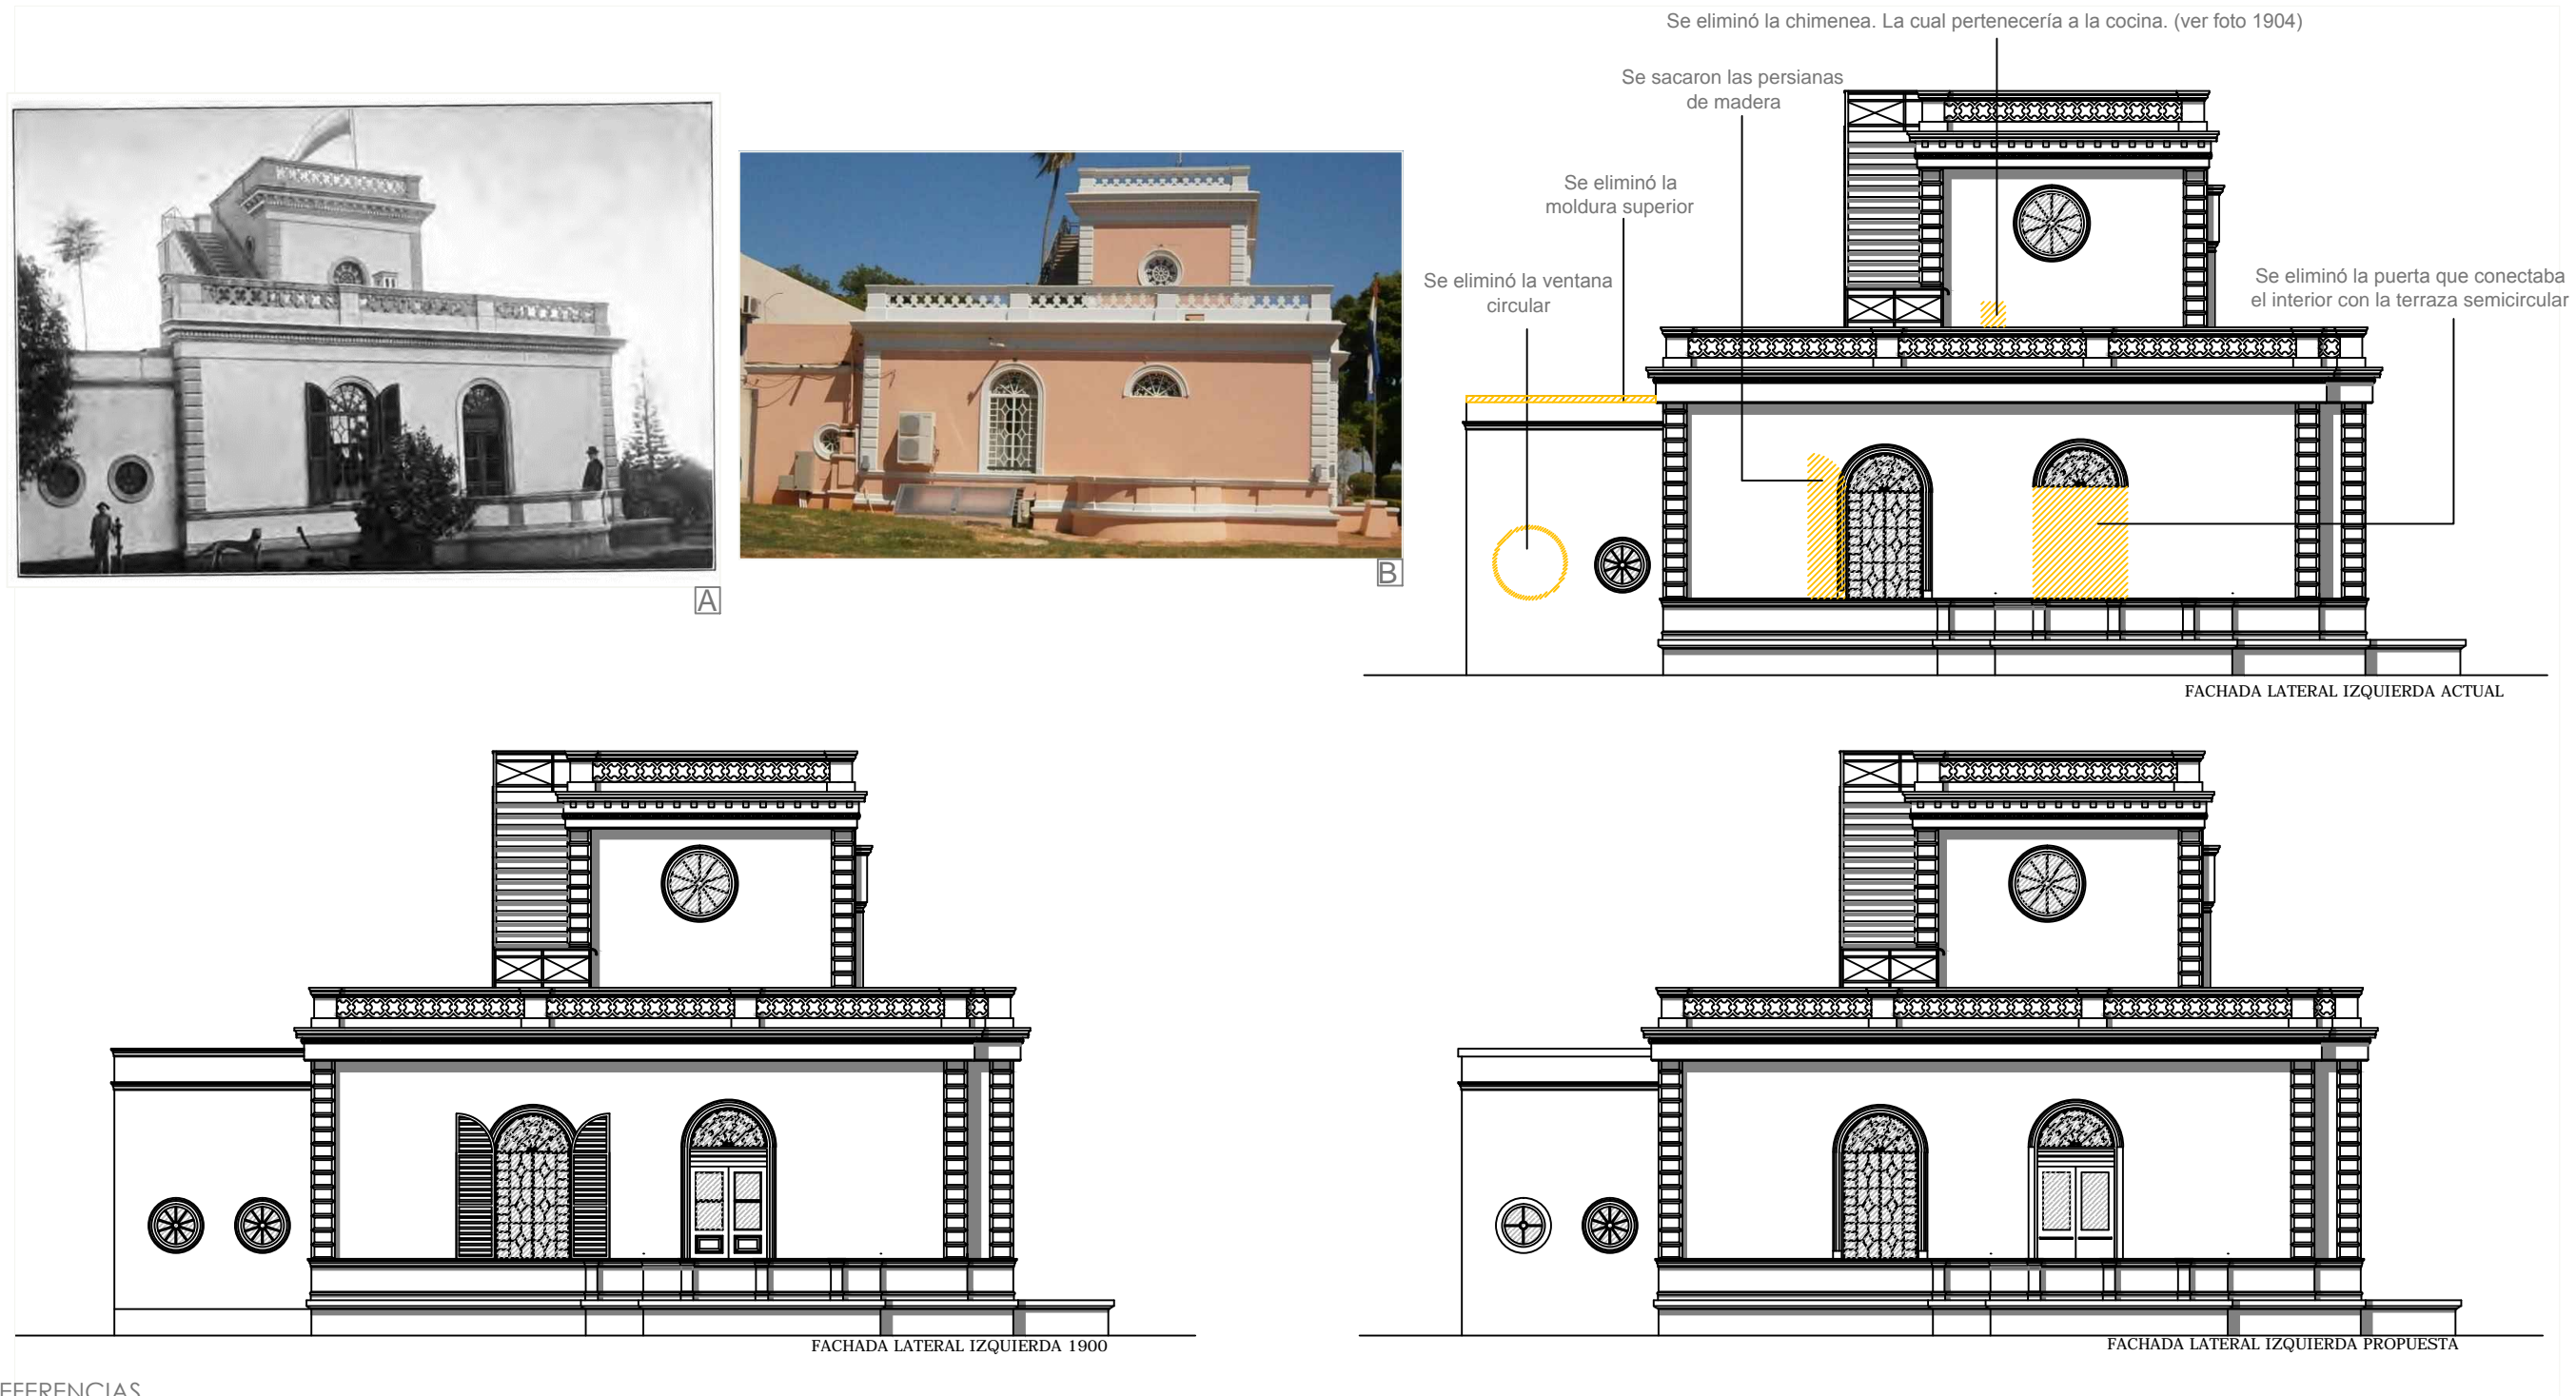 Se eliminó la chimenea. La cual pertenecería a la cocina. (ver foto 1904)
Se sacaron las persianas
de madera
Se eliminó la
moldura superior
Se eliminó la ventana
circular
Se eliminó la puerta que conectaba
el interior con la terraza semicircular
A
B
FACHADA LATERAL IZQUIERDA ACTUAL
FACHADA LATERAL IZQUIERDA 1900
FACHADA LATERAL IZQUIERDA PROPUESTA
EFERENCIAS